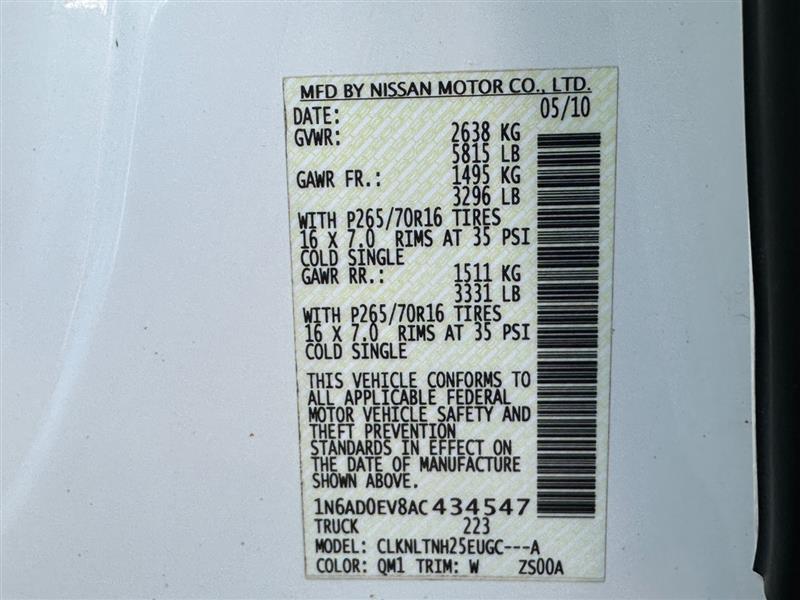 MFD BY NISSAN MOTOR CO., LTD.
DATE: 05/10
GVWR: 2638 KG
5815 LB
GAWR FR.: 1495 KG
3296 LB
WITH P265/70R16 TIRES
16 X 7.0 RIMS AT 35 PSI
COLD SINGLE
GAWR RR.: 1511 KG
3331 LB
WITH P265/70R16 TIRES
16 X 7.0 RIMS AT 35 PSI
COLD SINGLE
THIS VEHICLE CONFORMS TO
ALL APPLICABLE FEDERAL
MOTOR VEHICLE SAFETY AND
THEFT PREVENTION
STANDARDS IN EFFECT ON
THE DATE OF MANUFACTURE
SHOWN ABOVE.
1N6AD0EV8AC434547
TRUCK 223
MODEL: CLKNLTNH25EUGC---A
COLOR: QM1 TRIM: W ZS00A